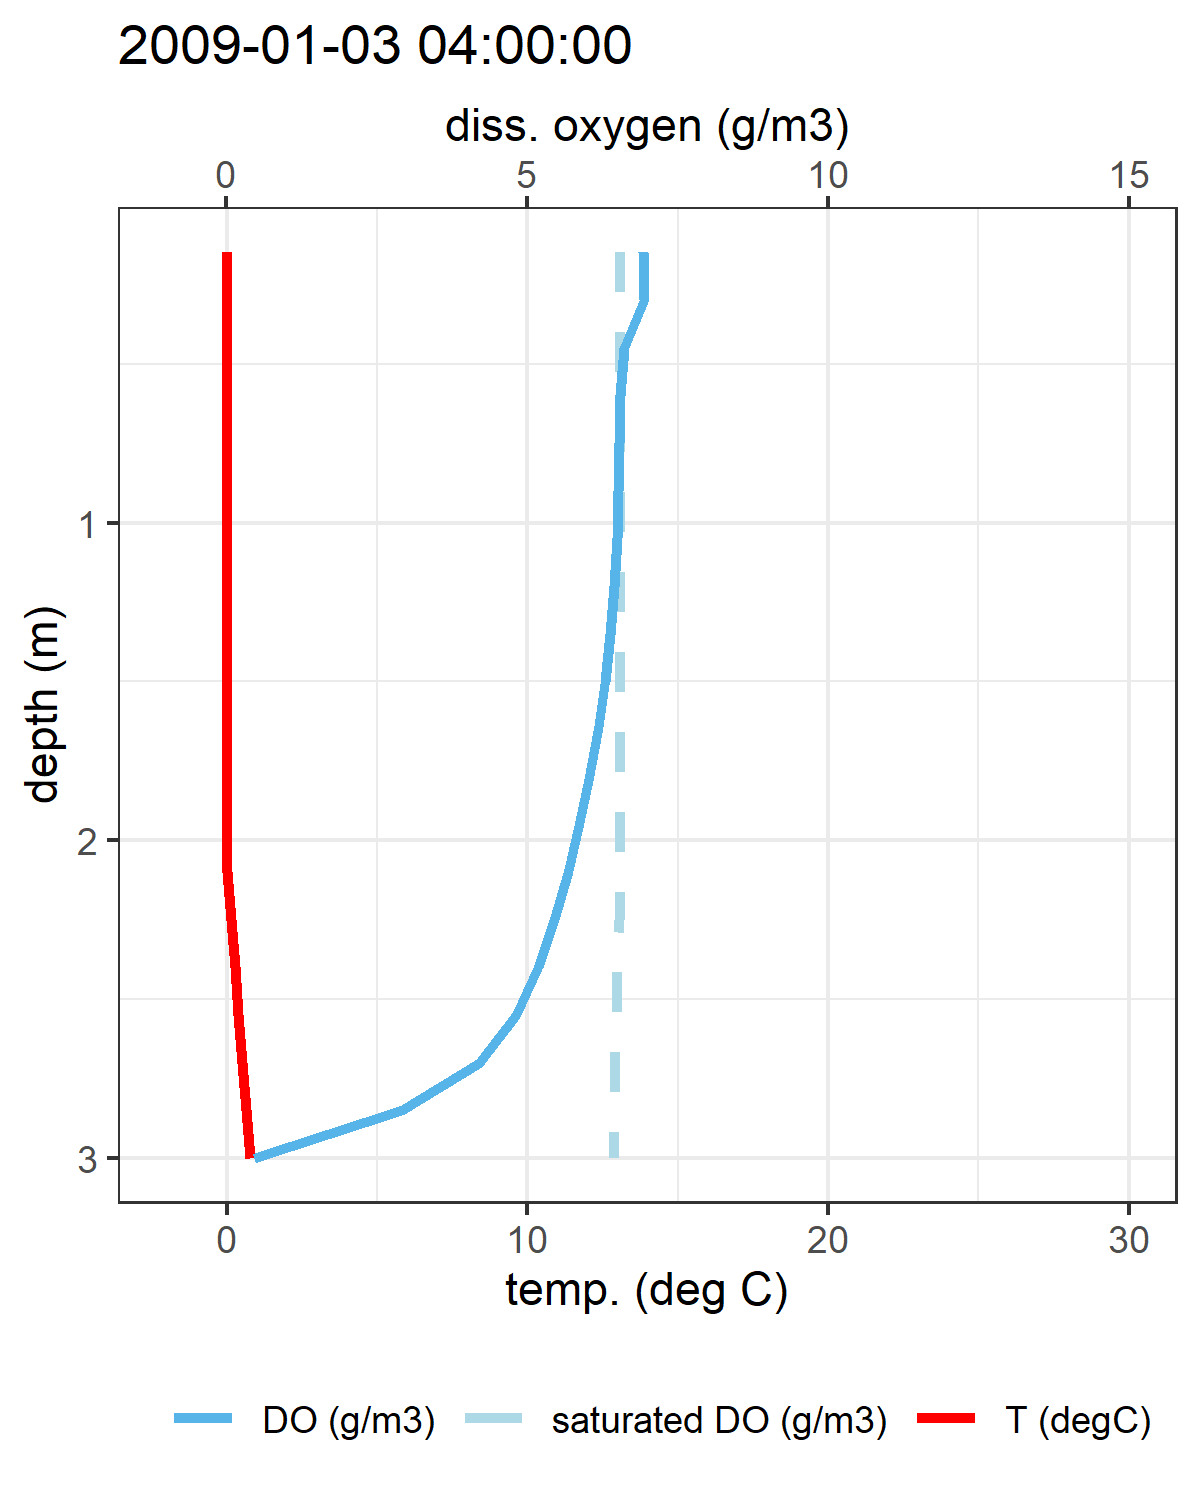 2009-01-03 04:00:00
diss. oxygen (g/m3)
0 5 10 15
depth (m)
1
2
3
0 10 20 30
temp. (deg C)
DO (g/m3) saturated DO (g/m3) T (degC)